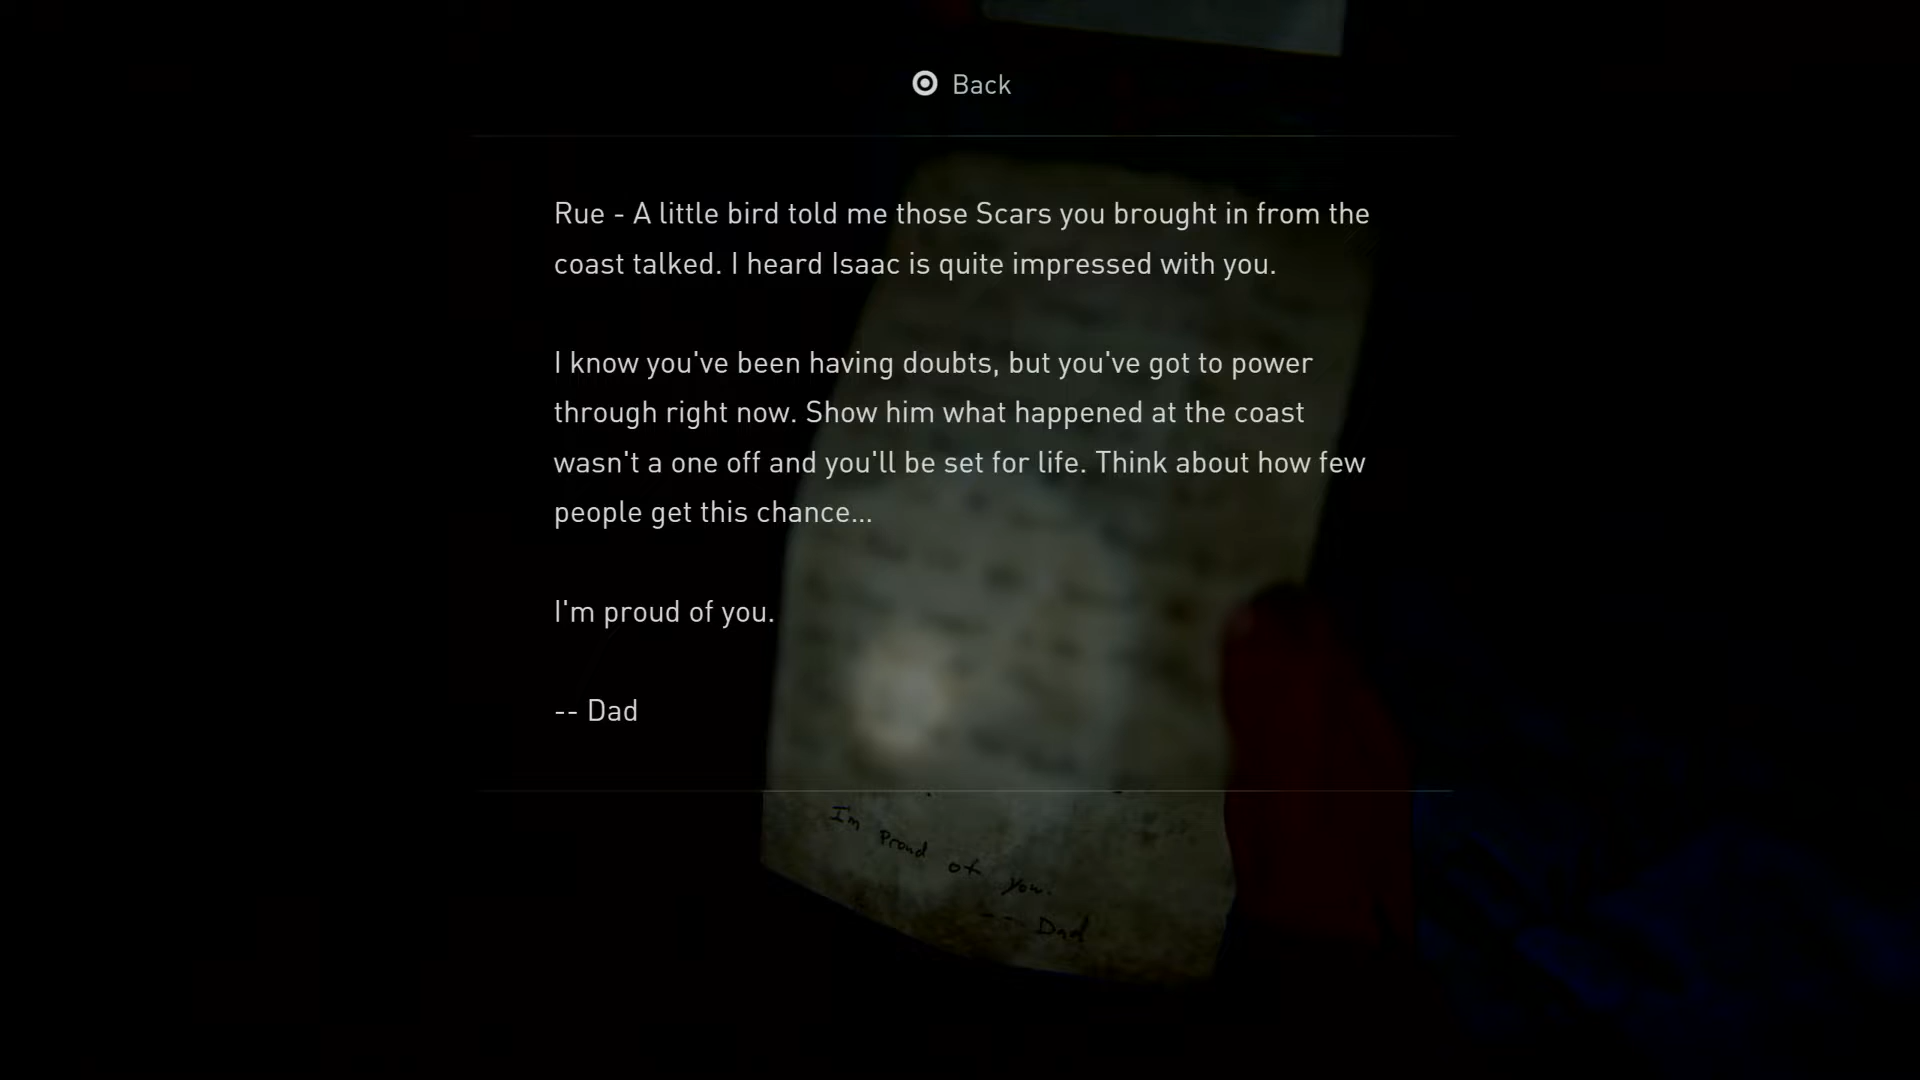 Back
Rue - A little bird told me those Scars you brought in from the
coast talked. I heard Isaac is quite impressed with you.
I know you've been having doubts, but you've got to power
through right now. Show him what happened at the coast
wasn't a one off and you'll be set for life. Think about how few
people get this chance...
I'm proud of you.
-- Dad
I'm proud of you.
-- Dad